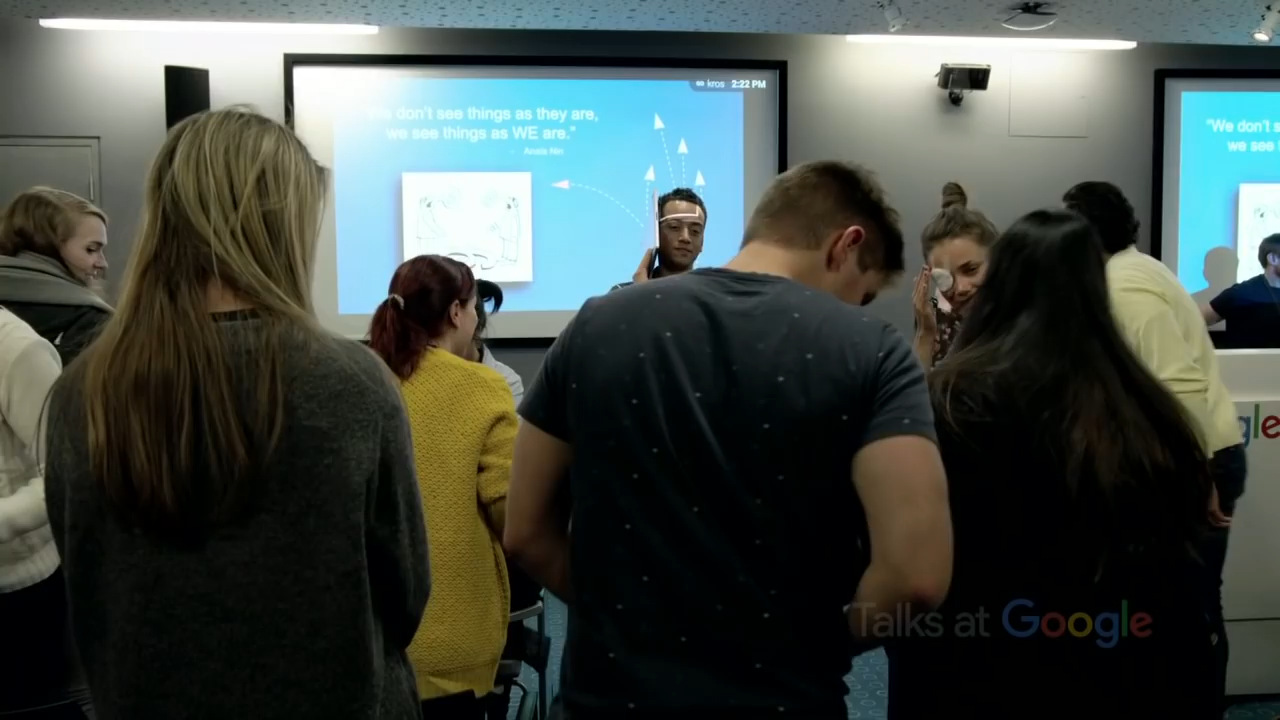 kros 2:22 PM
We don't see things as they are,
we see things as WE are."
- Anais Nin
"We don't s
we see t
gle
Talks at Google